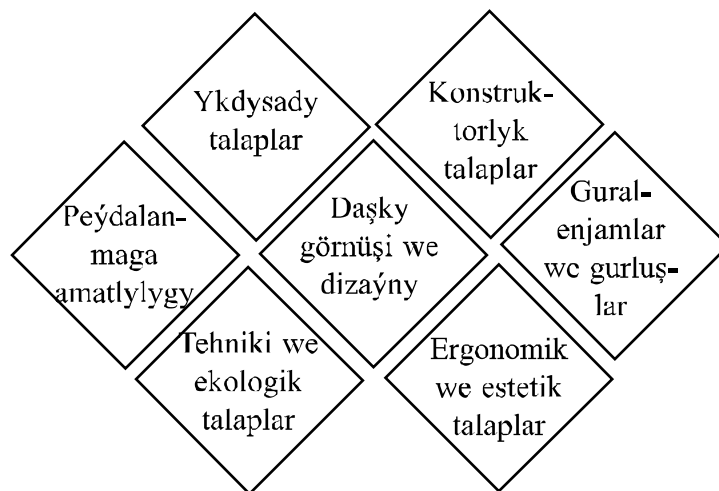 Ykdysady
talaplar
Konstruk-
torlyk
talaplar
Peýdalan-
maga
amatlylygy
Daşky
görnüşi we
dizaýny
Gural-
enjamlar
we gurluş-
lar
Tehniki we
ekologik
talaplar
Ergonomik
we estetik
talaplar